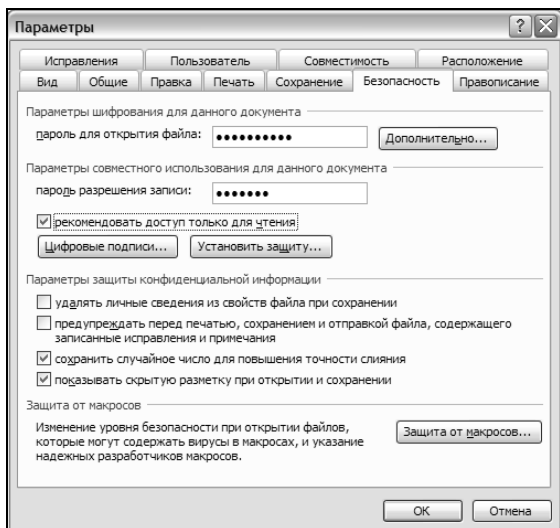 Параметры
Исправления Пользователь Совместимость Расположение
Вид Общие Правка Печать Сохранение Безопасность Правописание
Параметры шифрования для данного документа
пароль для открытия файла: •••••••••• Дополнительно...
Параметры совместного использования для данного документа
пароль разрешения записи: •••••••
рекомендовать доступ только для чтения
Цифровые подписи... Установить защиту...
Параметры защиты конфиденциальной информации
удалять личные сведения из свойств файла при сохранении
предупреждать перед печатью, сохранением и отправкой файла, содержащего
записанные исправления и примечания
сохранить случайное число для повышения точности слияния
показывать скрытую разметку при открытии и сохранении
Защита от макросов
Изменение уровня безопасности при открытии файлов,
которые могут содержать вирусы в макросах, и указание
надежных разработчиков макросов.
Защита от макросов...
ОК Отмена